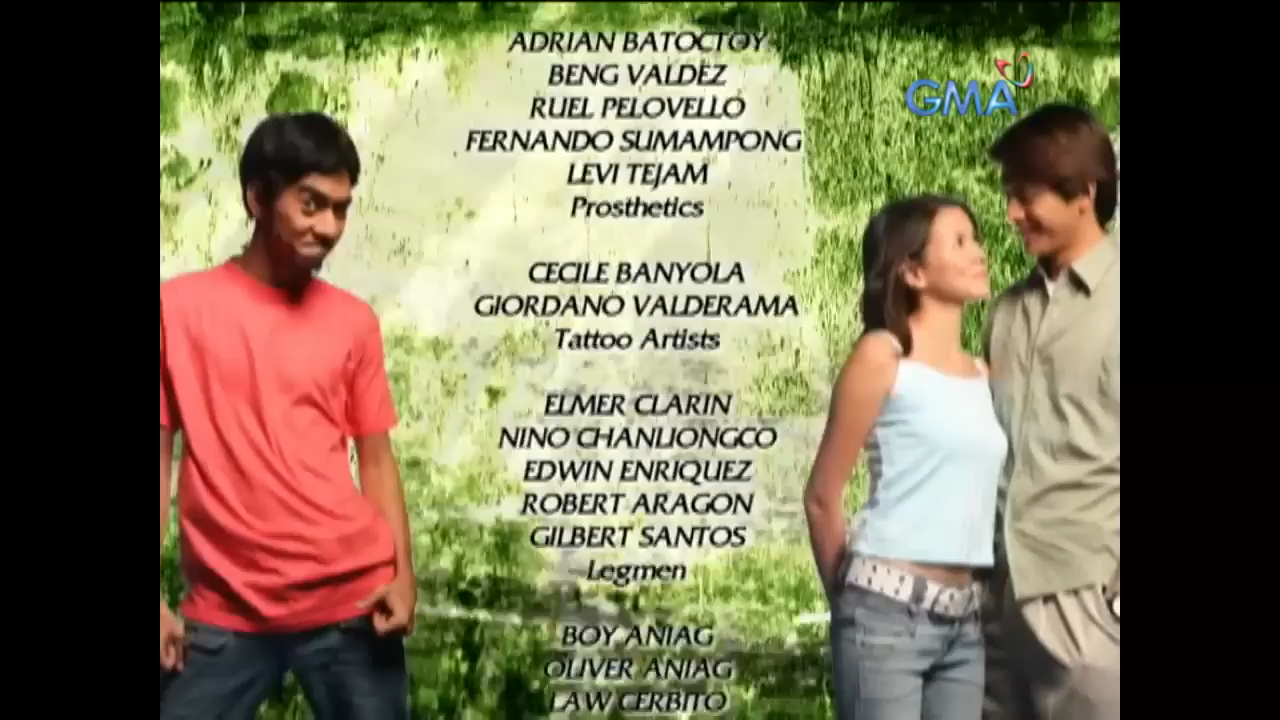 ADRIAN BATOCTOY
BENG VALDEZ
RUEL PELOVELLO
FERNANDO SUMAMPONG
LEVI TEJAM
Prosthetics
CECILE BANYOLA
GIORDANO VALDERAMA
Tattoo Artists
ELMER CLARIN
NINO CHANLIONGCO
EDWIN ENRIQUEZ
ROBERT ARAGON
GILBERT SANTOS
Legmen
BOY ANIAG
OLIVER ANIAG
LAW CERBITO
GMA